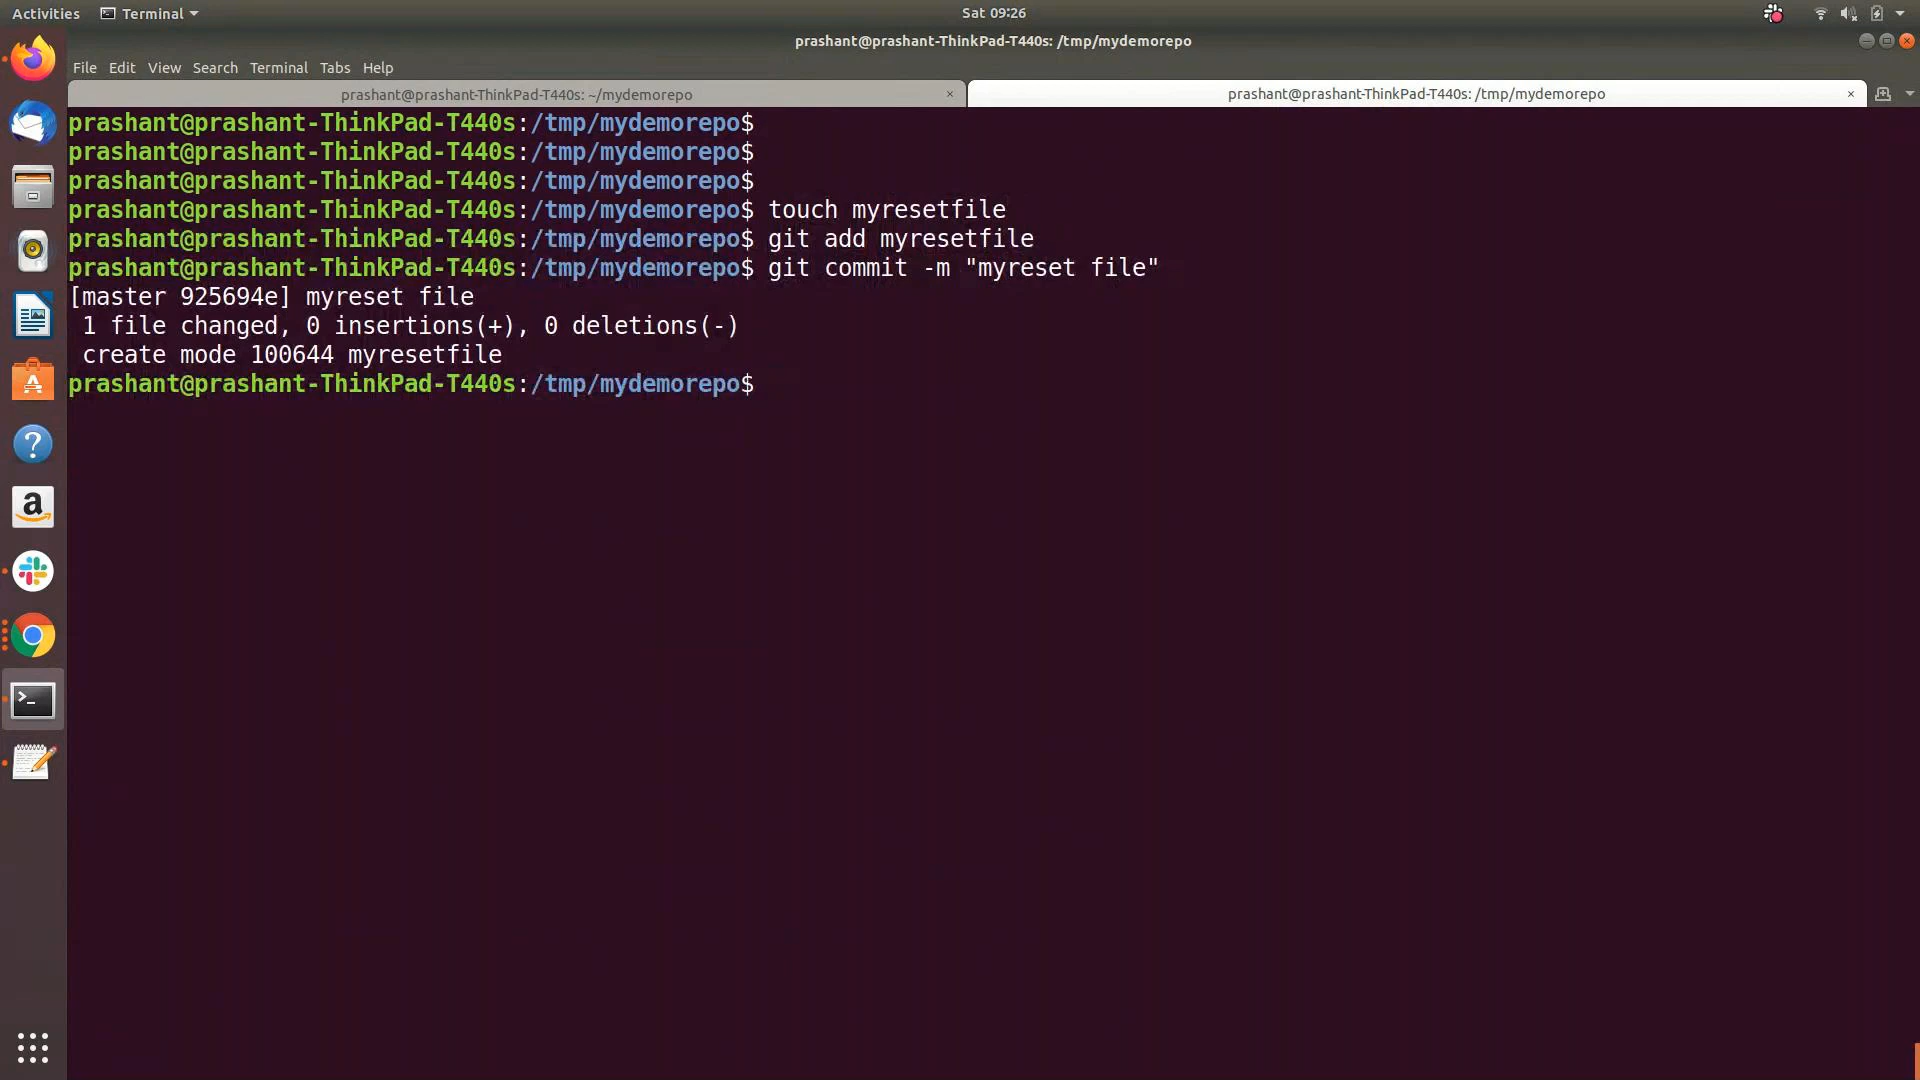 Activities Terminal Sat 09:26
prashant@prashant-ThinkPad-T440s: /tmp/mydemorepo
File Edit View Search Terminal Tabs Help
prashant@prashant-ThinkPad-T440s: ~/mydemorepo × prashant@prashant-ThinkPad-T440s: /tmp/mydemorepo ×
prashant@prashant-ThinkPad-T440s:/tmp/mydemorepo$
prashant@prashant-ThinkPad-T440s:/tmp/mydemorepo$
prashant@prashant-ThinkPad-T440s:/tmp/mydemorepo$
prashant@prashant-ThinkPad-T440s:/tmp/mydemorepo$ touch myresetfile
prashant@prashant-ThinkPad-T440s:/tmp/mydemorepo$ git add myresetfile
prashant@prashant-ThinkPad-T440s:/tmp/mydemorepo$ git commit -m "myreset file"
[master 925694e] myreset file
 1 file changed, 0 insertions(+), 0 deletions(-)
 create mode 100644 myresetfile
prashant@prashant-ThinkPad-T440s:/tmp/mydemorepo$